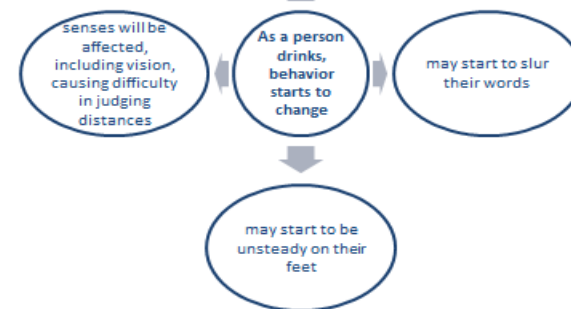 senses will be
affected,
including vision,
causing difficulty
in judging
distances
As a person
drinks,
behavior
starts to
change
may start to slur
their words
may start to be
unsteady on their
feet